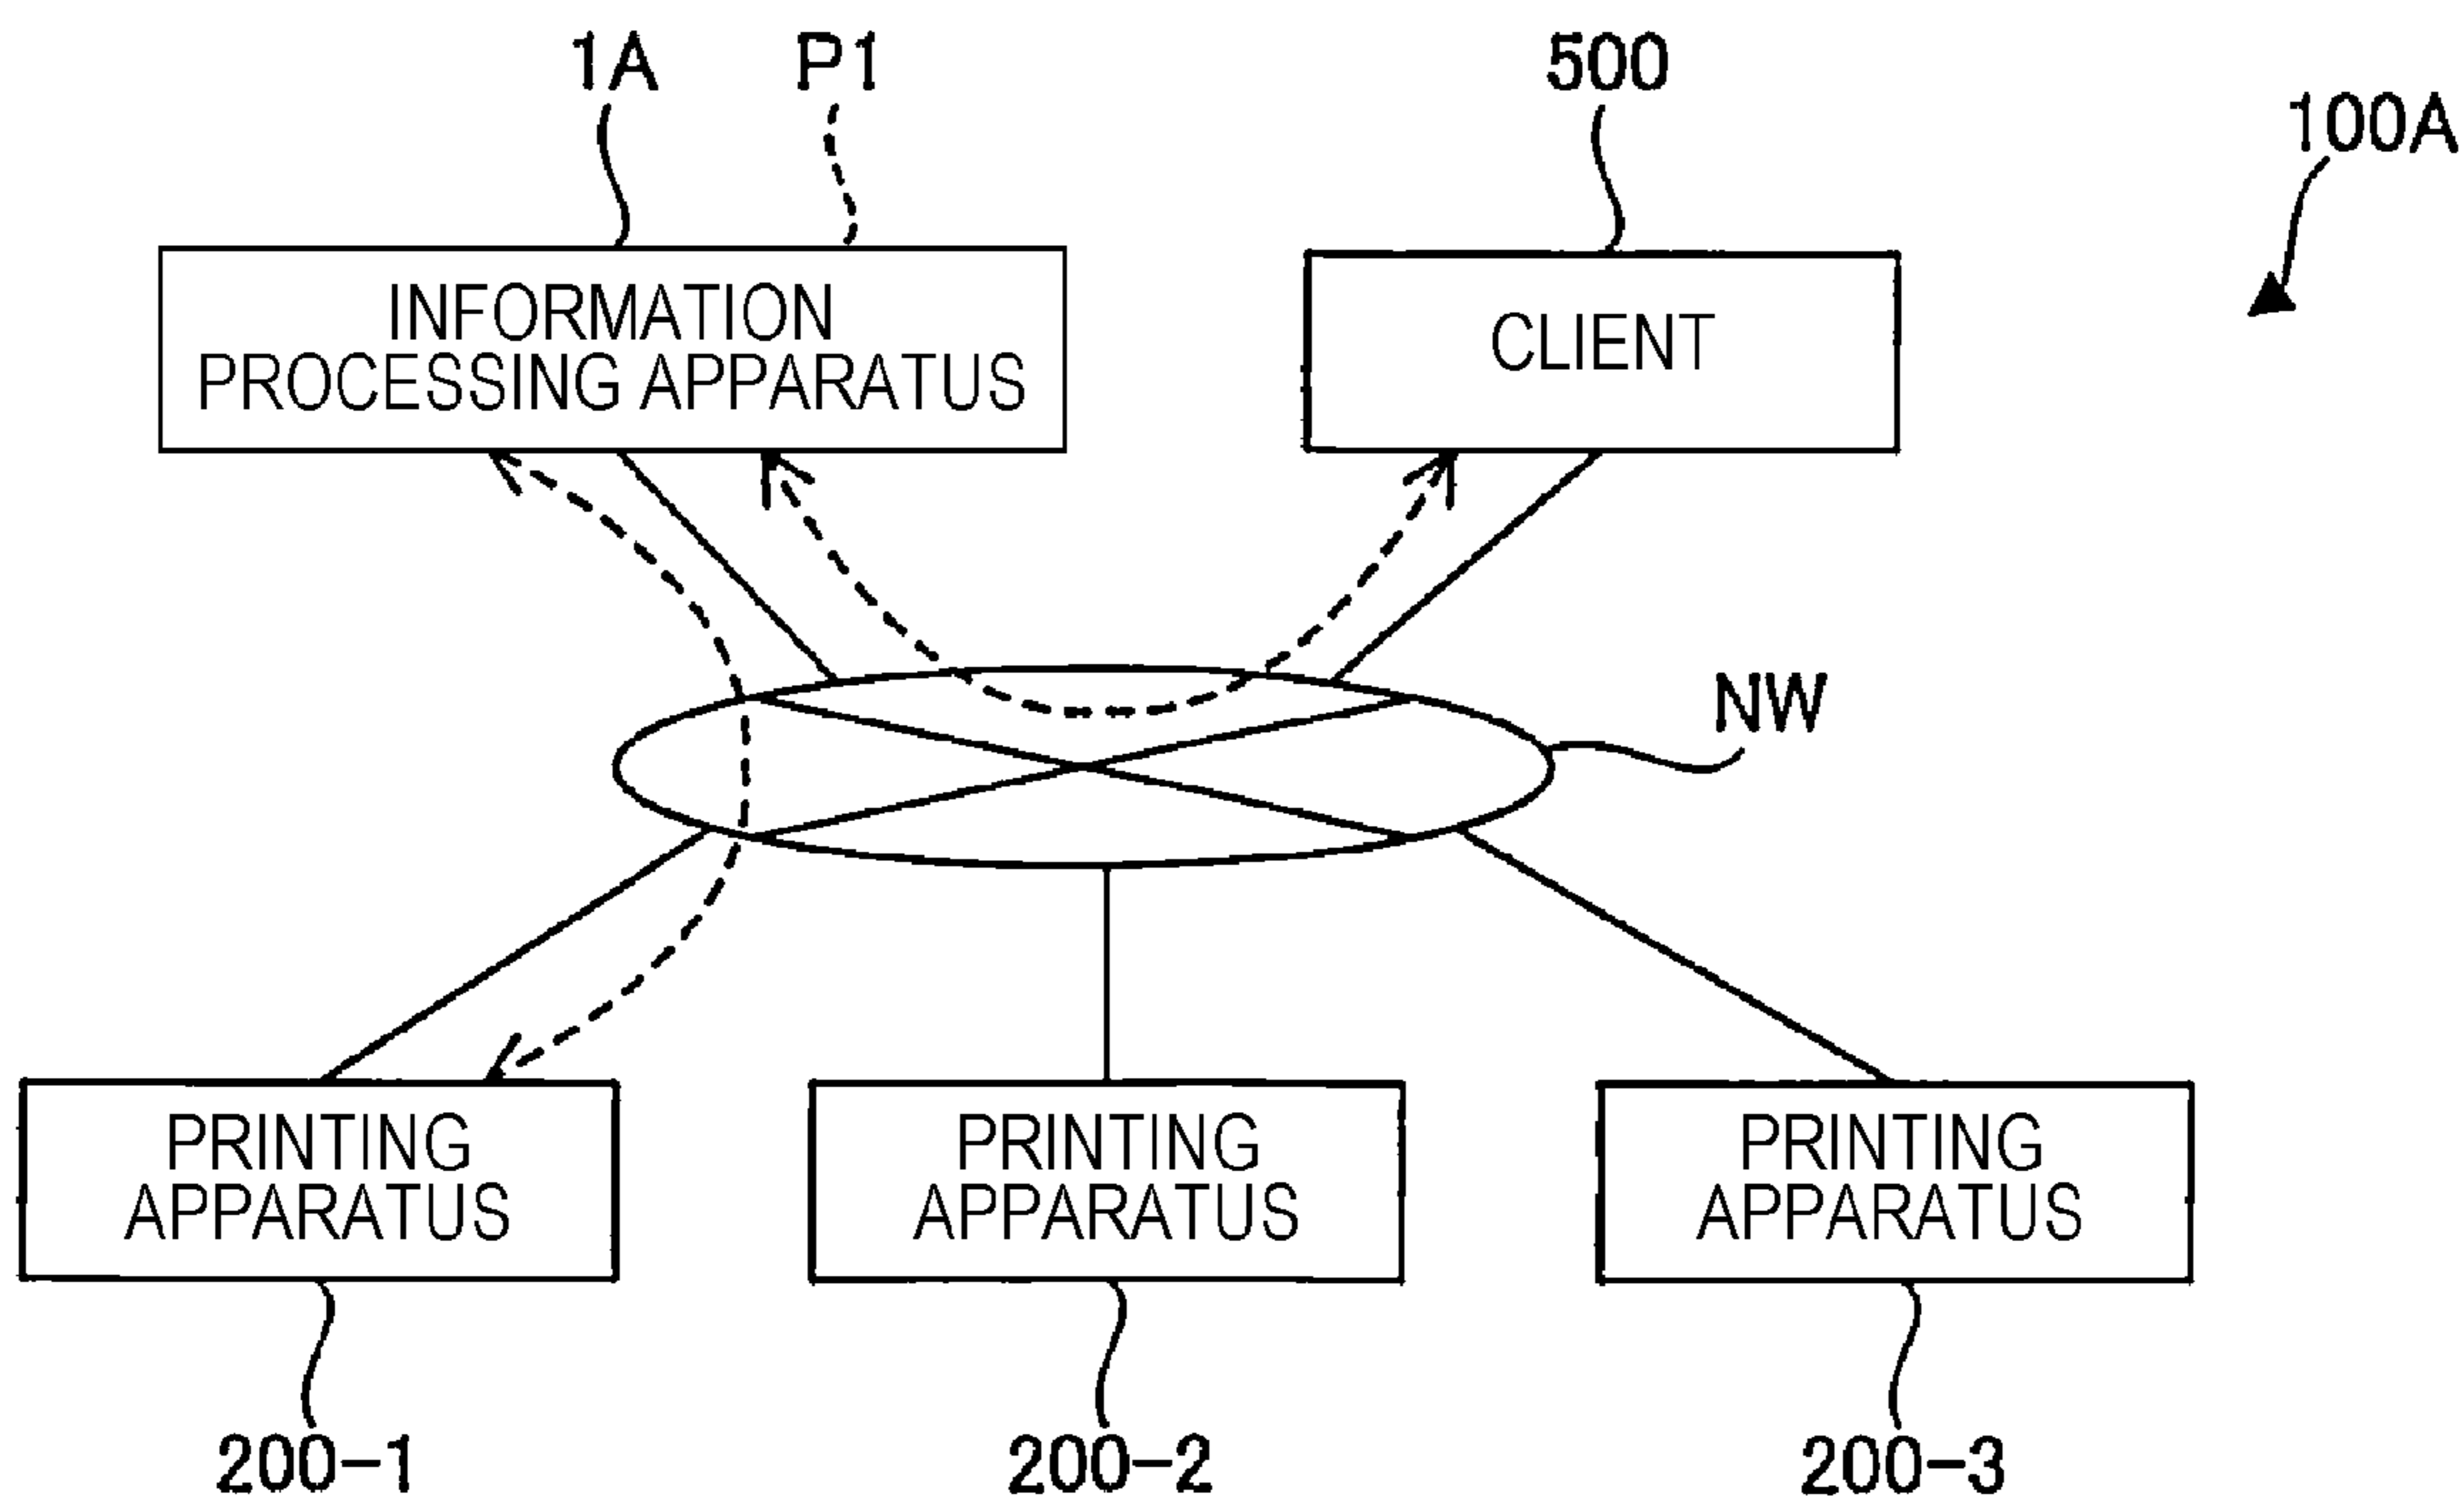 1A
P1
500
100A
INFORMATION
PROCESSING APPARATUS
CLIENT
NW
PRINTING
APPARATUS
PRINTING
APPARATUS
PRINTING
APPARATUS
200-1
200-2
200-3